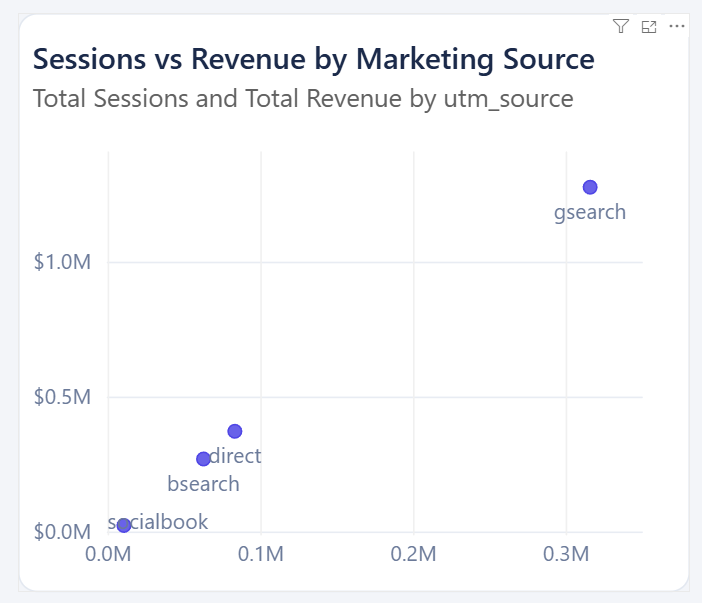 Sessions vs Revenue by Marketing Source
Total Sessions and Total Revenue by utm_source
gsearch
$1.0M
$0.5M
direct
bsearch
socialbook
$0.0M
0.0M 0.1M 0.2M 0.3M